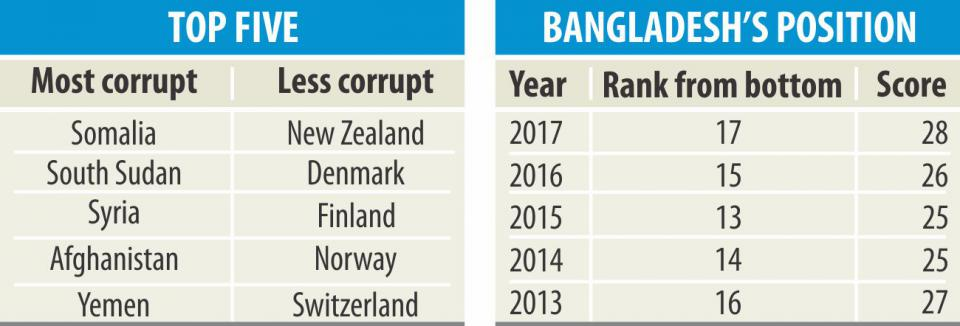 TOP FIVE
Most corrupt Less corrupt
Somalia New Zealand
South Sudan Denmark
Syria Finland
Afghanistan Norway
Yemen Switzerland
BANGLADESH'S POSITION
Year Rank from bottom Score
2017 17 28
2016 15 26
2015 13 25
2014 14 25
2013 16 27